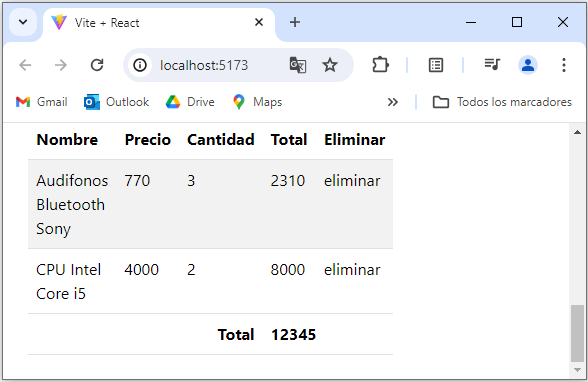 Vite + React
localhost:5173
Gmail Outlook Drive Maps Todos los marcadores
Nombre Precio Cantidad Total Eliminar
Audifonos Bluetooth Sony 770 3 2310 eliminar
CPU Intel Core i5 4000 2 8000 eliminar
Total 12345